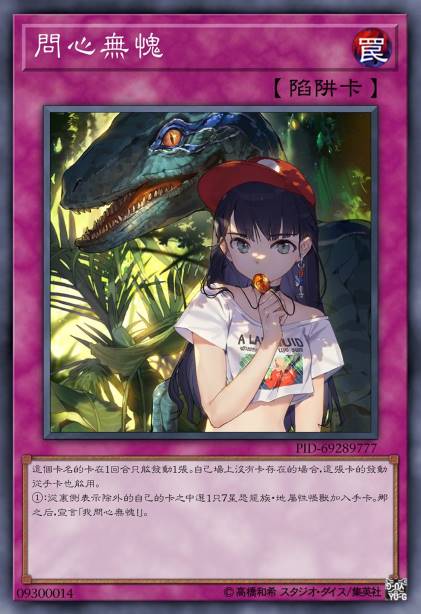 問心無愧
罠
【陷阱卡】
A LA QUID
PID-69289777
這個卡名的卡在1回合只能發動1張。自己場上沒有卡存在的場合,這張卡的發動
從手卡也能用。
①:從裏側表示除外的自己的卡之中選1只7星恐龍族·地屬性怪獸加入手卡。那
之后,宣言「我問心無愧!」。
09300014
©高橋和希 スタジオ・ダイス/集英社